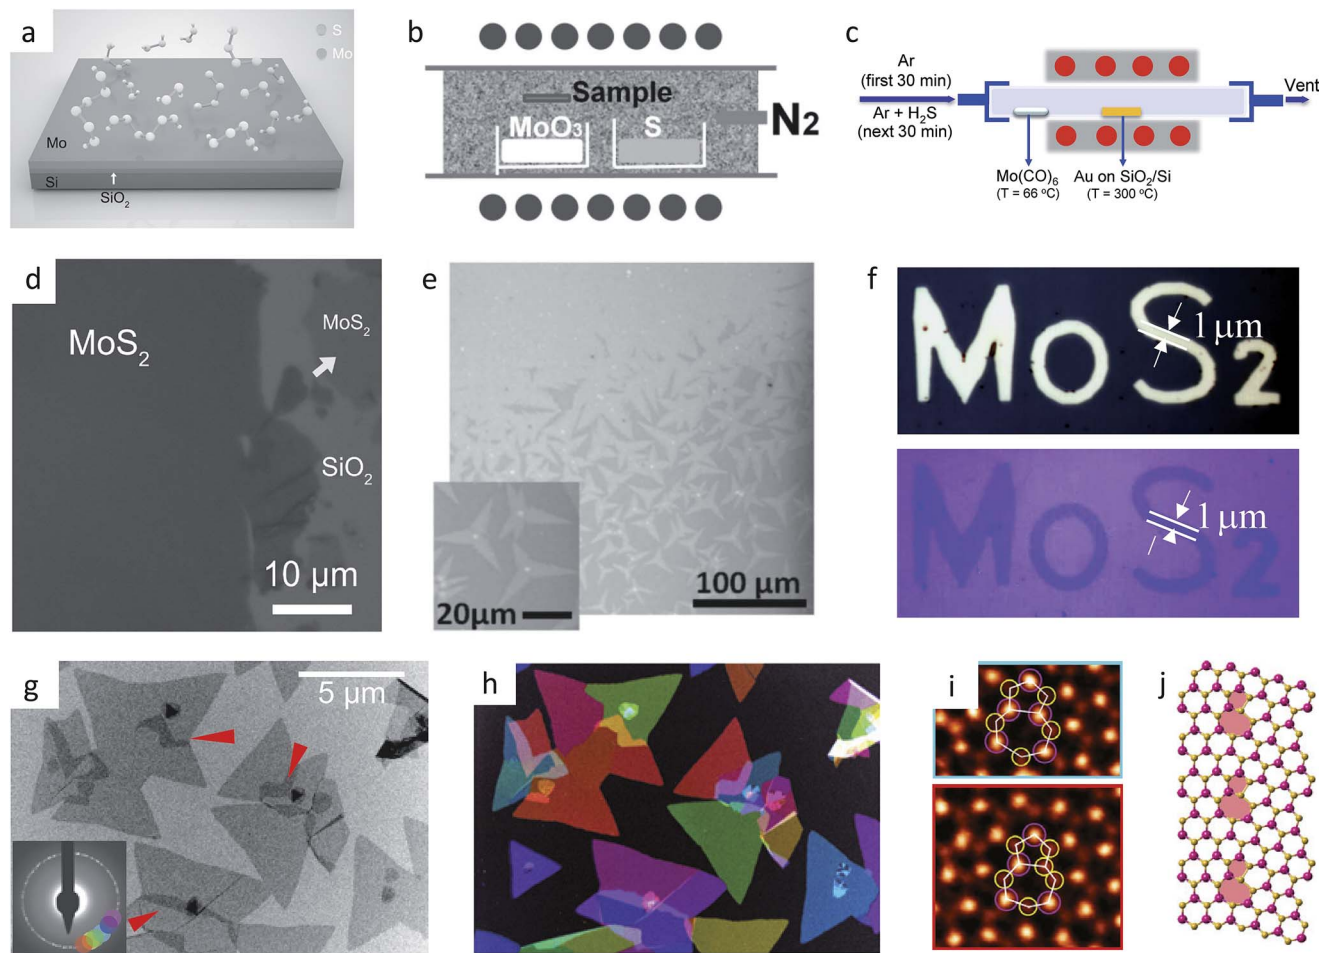 a
S
Mo
Mo
Si
SiO2
b
Sample
MoO3
S
N2
c
Ar
(first 30 min)
Ar + H2S
(next 30 min)
Vent
Mo(CO)6
(T = 66 ºC)
Au on SiO2/Si
(T = 300 ºC)
d
MoS2
MoS2
SiO2
10 µm
e
20µm
100 µm
f
MoS2
1 µm
MoS2
1 µm
g
5 µm
h
i
j